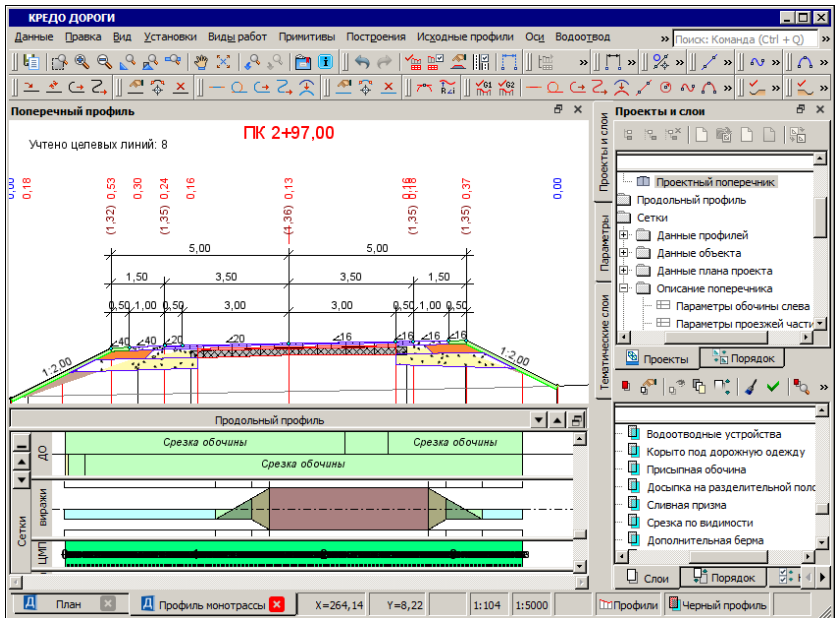 КРЕДО ДОРОГИ
Данные Правка Вид Установки Виды работ Примитивы Построения Исходные профили Оси Водоотвод » Поиск: Команда (Ctrl + Q) »
Поперечный профиль
ПК 2+97,00
Учтено целевых линий: 8
0,00 0,18 0,53 0,30 0,24 0,16 0,13 0,18 0,37 0,00
(1,32) (1,35) (1,36) (1,35) (1,35)
5,00 5,00
1,50 3,50 3,50 1,50
0,50 1,00 0,50 3,00 3,00 0,50 1,00 0,50
40 40 20 20 16 16 16 16
1:2,00 1:2,00
Продольный профиль
ДО
Срезка обочины Срезка обочины
Срезка обочины
виражи
Сетки
ЦМП
План
Профиль монотрассы
X=264,14 Y=8,22 1:104 1:5000 Профили Черный профиль
Проекты и слои
Параметры
Тематические слои
Проекты и слои
Проектный поперечник
Продольный профиль
Сетки
Данные профилей
Данные объекта
Данные плана проекта
Описание поперечника
Параметры обочины слева
Параметры проезжей части
Проекты Порядок
Водоотводные устройства
Корыто под дорожную одежду
Присыпная обочина
Досыпка на разделительной поло
Сливная призма
Срезка по видимости
Дополнительная берма
Слои Порядок